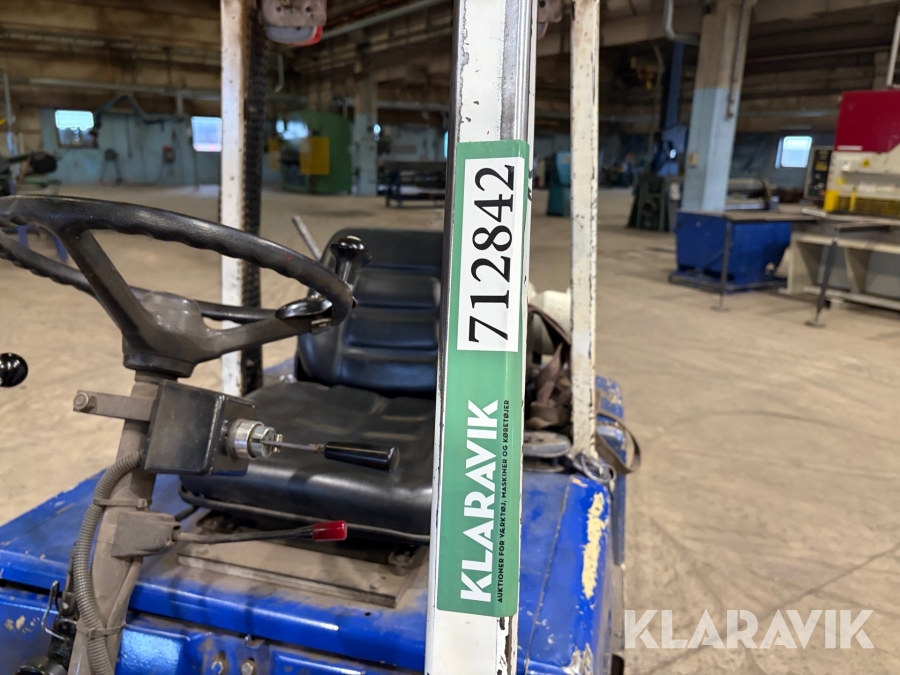 712842
KLARAVIK
AUKTIONER FOR VÆRKTØJ, MASKINER OG KØRETØJER
KLARAVIK